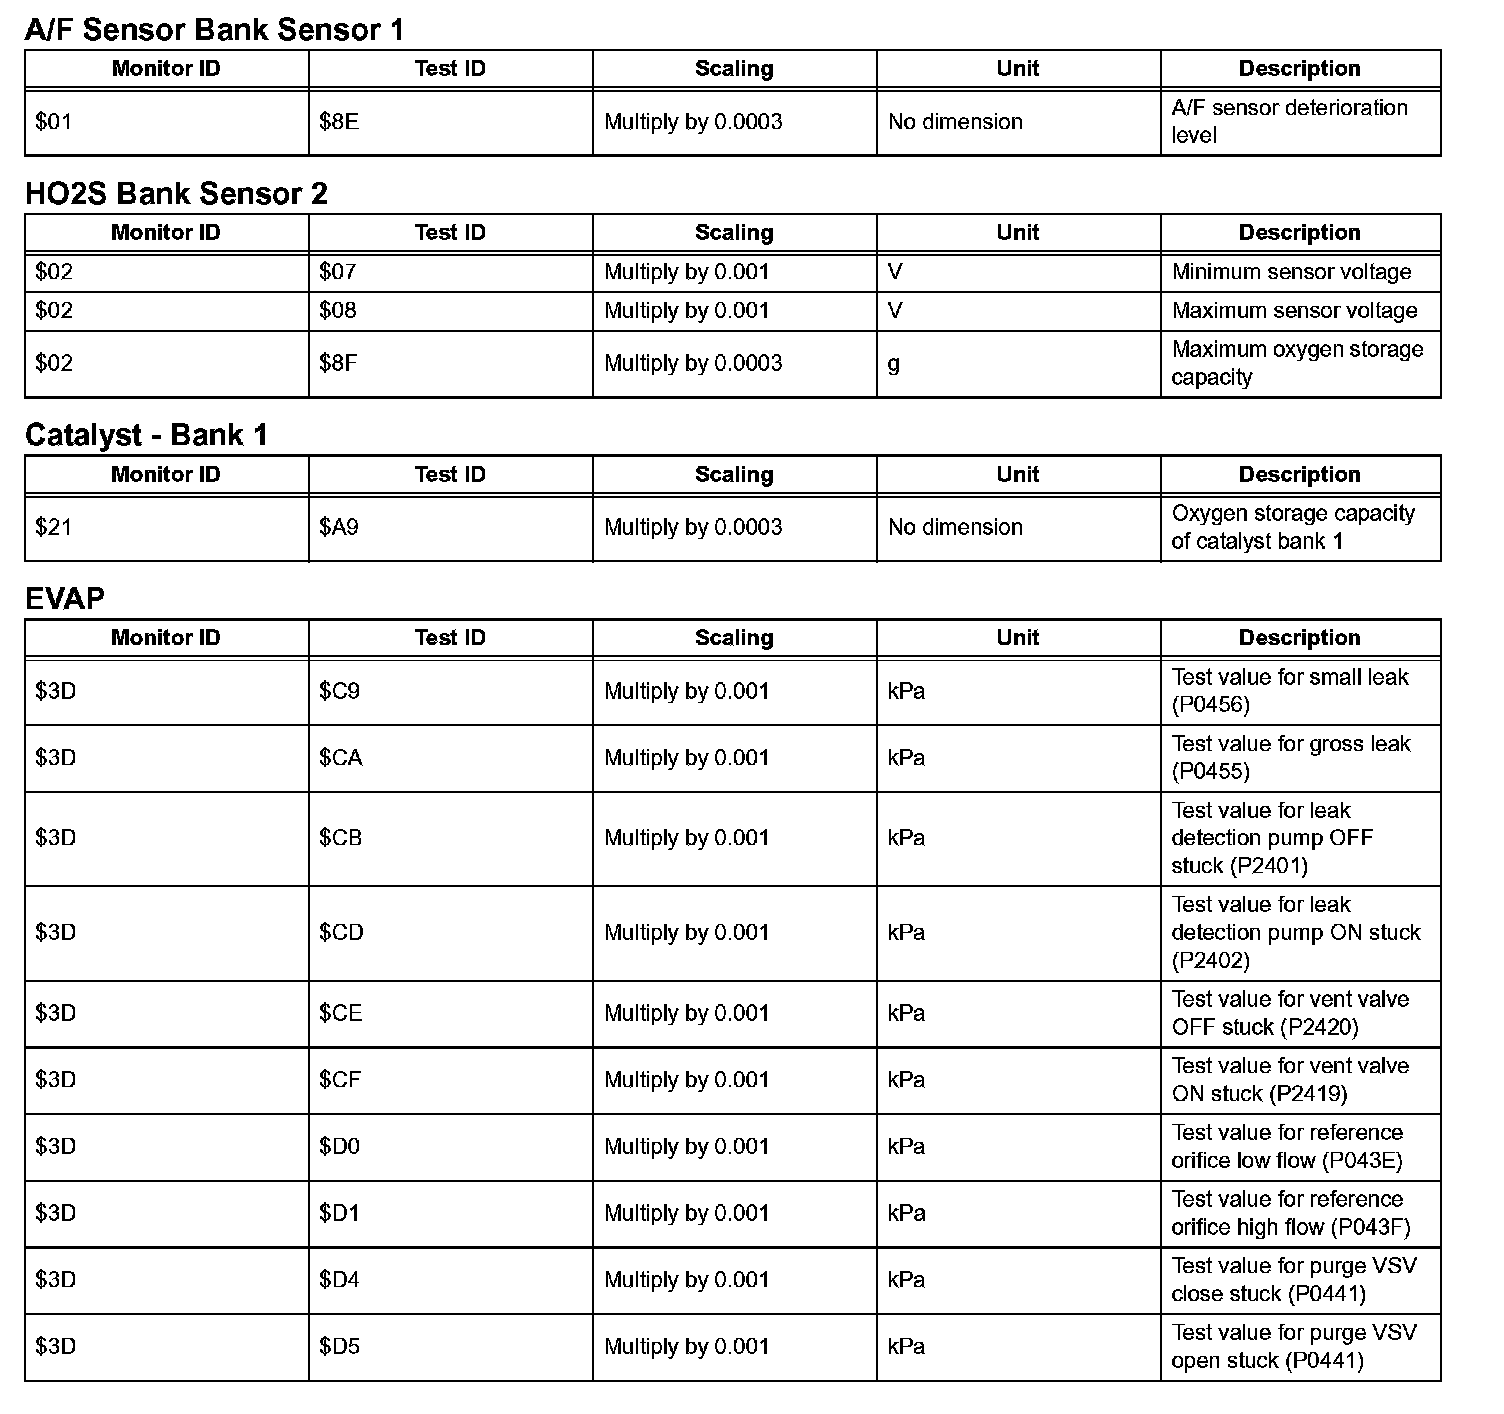 A/F Sensor Bank Sensor 1
Monitor ID Test ID Scaling Unit Description
$01 $8E Multiply by 0.0003 No dimension A/F sensor deterioration
level
HO2S Bank Sensor 2
Monitor ID Test ID Scaling Unit Description
$02 $07 Multiply by 0.001 V Minimum sensor voltage
$02 $08 Multiply by 0.001 V Maximum sensor voltage
$02 $8F Multiply by 0.0003 g Maximum oxygen storage
capacity
Catalyst - Bank 1
Monitor ID Test ID Scaling Unit Description
$21 $A9 Multiply by 0.0003 No dimension Oxygen storage capacity
of catalyst bank 1
EVAP
Monitor ID Test ID Scaling Unit Description
$3D $C9 Multiply by 0.001 kPa Test value for small leak
(P0456)
$3D $CA Multiply by 0.001 kPa Test value for gross leak
(P0455)
$3D $CB Multiply by 0.001 kPa Test value for leak
detection pump OFF
stuck (P2401)
$3D $CD Multiply by 0.001 kPa Test value for leak
detection pump ON stuck
(P2402)
$3D $CE Multiply by 0.001 kPa Test value for vent valve
OFF stuck (P2420)
$3D $CF Multiply by 0.001 kPa Test value for vent valve
ON stuck (P2419)
$3D $D0 Multiply by 0.001 kPa Test value for reference
orifice low flow (P043E)
$3D $D1 Multiply by 0.001 kPa Test value for reference
orifice high flow (P043F)
$3D $D4 Multiply by 0.001 kPa Test value for purge VSV
close stuck (P0441)
$3D $D5 Multiply by 0.001 kPa Test value for purge VSV
open stuck (P0441)